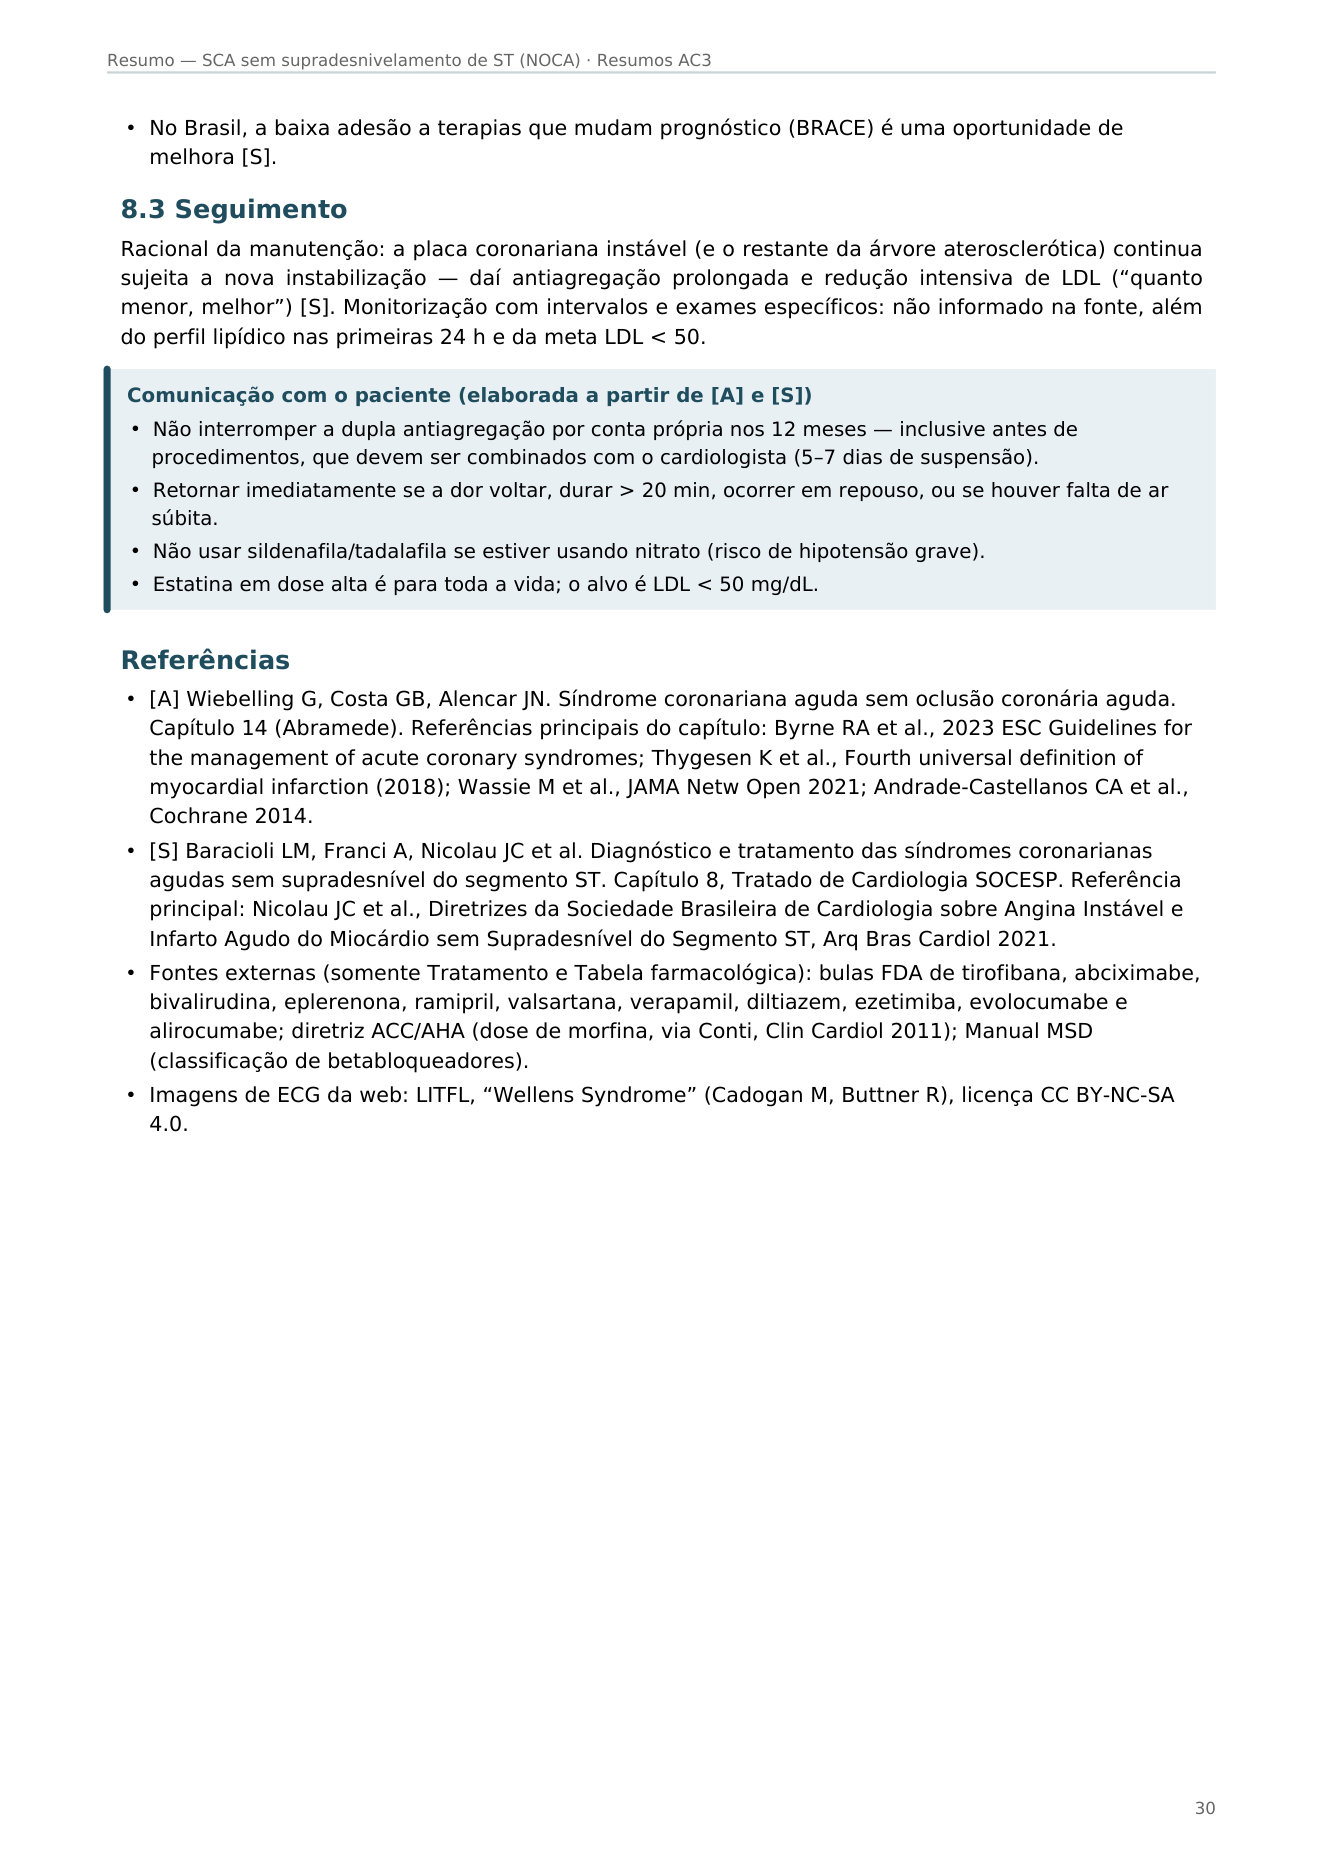 Resumo — SCA sem supradesnivelamento de ST (NOCA) · Resumos AC3
• No Brasil, a baixa adesão a terapias que mudam prognóstico (BRACE) é uma oportunidade de
melhora [S].
8.3 Seguimento
Racional da manutenção: a placa coronariana instável (e o restante da árvore aterosclerótica) continua
sujeita a nova instabilização — daí antiagregação prolongada e redução intensiva de LDL (“quanto
menor, melhor”) [S]. Monitorização com intervalos e exames específicos: não informado na fonte, além
do perfil lipídico nas primeiras 24 h e da meta LDL < 50.
Comunicação com o paciente (elaborada a partir de [A] e [S])
• Não interromper a dupla antiagregação por conta própria nos 12 meses — inclusive antes de
procedimentos, que devem ser combinados com o cardiologista (5–7 dias de suspensão).
• Retornar imediatamente se a dor voltar, durar > 20 min, ocorrer em repouso, ou se houver falta de ar
súbita.
• Não usar sildenafila/tadalafila se estiver usando nitrato (risco de hipotensão grave).
• Estatina em dose alta é para toda a vida; o alvo é LDL < 50 mg/dL.
Referências
• [A] Wiebelling G, Costa GB, Alencar JN. Síndrome coronariana aguda sem oclusão coronária aguda.
Capítulo 14 (Abramede). Referências principais do capítulo: Byrne RA et al., 2023 ESC Guidelines for
the management of acute coronary syndromes; Thygesen K et al., Fourth universal definition of
myocardial infarction (2018); Wassie M et al., JAMA Netw Open 2021; Andrade-Castellanos CA et al.,
Cochrane 2014.
• [S] Baracioli LM, Franci A, Nicolau JC et al. Diagnóstico e tratamento das síndromes coronarianas
agudas sem supradesnível do segmento ST. Capítulo 8, Tratado de Cardiologia SOCESP. Referência
principal: Nicolau JC et al., Diretrizes da Sociedade Brasileira de Cardiologia sobre Angina Instável e
Infarto Agudo do Miocárdio sem Supradesnível do Segmento ST, Arq Bras Cardiol 2021.
• Fontes externas (somente Tratamento e Tabela farmacológica): bulas FDA de tirofibana, abciximabe,
bivalirudina, eplerenona, ramipril, valsartana, verapamil, diltiazem, ezetimiba, evolocumabe e
alirocumabe; diretriz ACC/AHA (dose de morfina, via Conti, Clin Cardiol 2011); Manual MSD
(classificação de betabloqueadores).
• Imagens de ECG da web: LITFL, “Wellens Syndrome” (Cadogan M, Buttner R), licença CC BY-NC-SA
4.0.
30